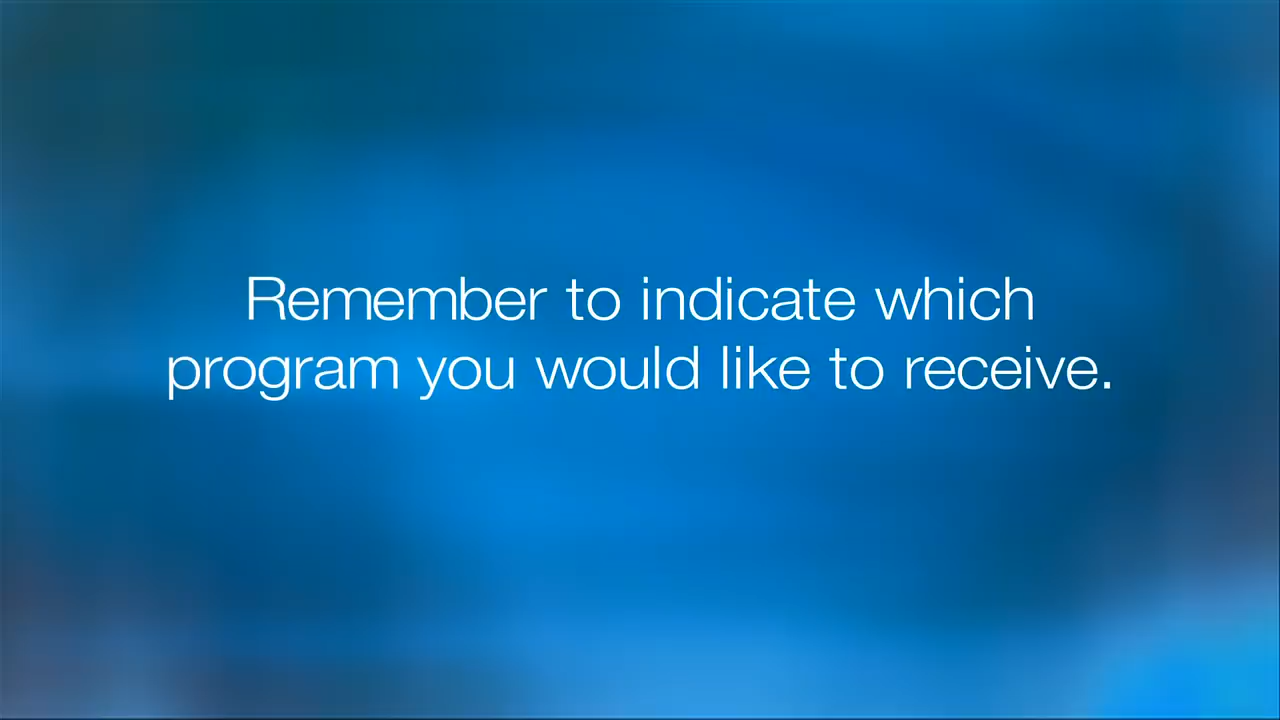 Remember to indicate which
program you would like to receive.